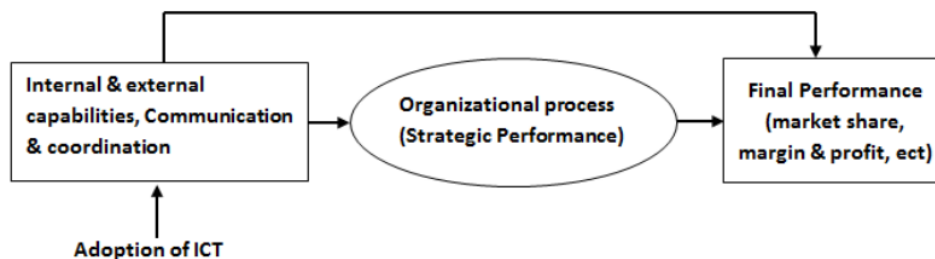 Internal & external
capabilities, Communication
& coordination
Organizational process
(Strategic Performance)
Final Performance
(market share,
margin & profit, ect)
Adoption of ICT